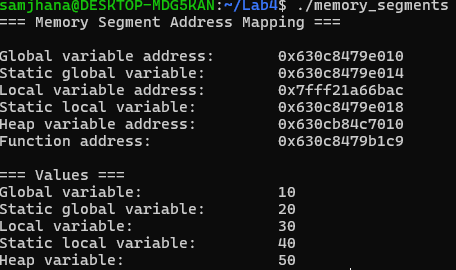 samjhana@DESKTOP-MDG5KAN:~/Lab4$ ./memory_segments
=== Memory Segment Address Mapping ===
Global variable address: 0x630c8479e010
Static global variable: 0x630c8479e014
Local variable address: 0x7fff21a66bac
Static local variable: 0x630c8479e018
Heap variable address: 0x630cb84c7010
Function address: 0x630c8479b1c9
=== Values ===
Global variable: 10
Static global variable: 20
Local variable: 30
Static local variable: 40
Heap variable: 50